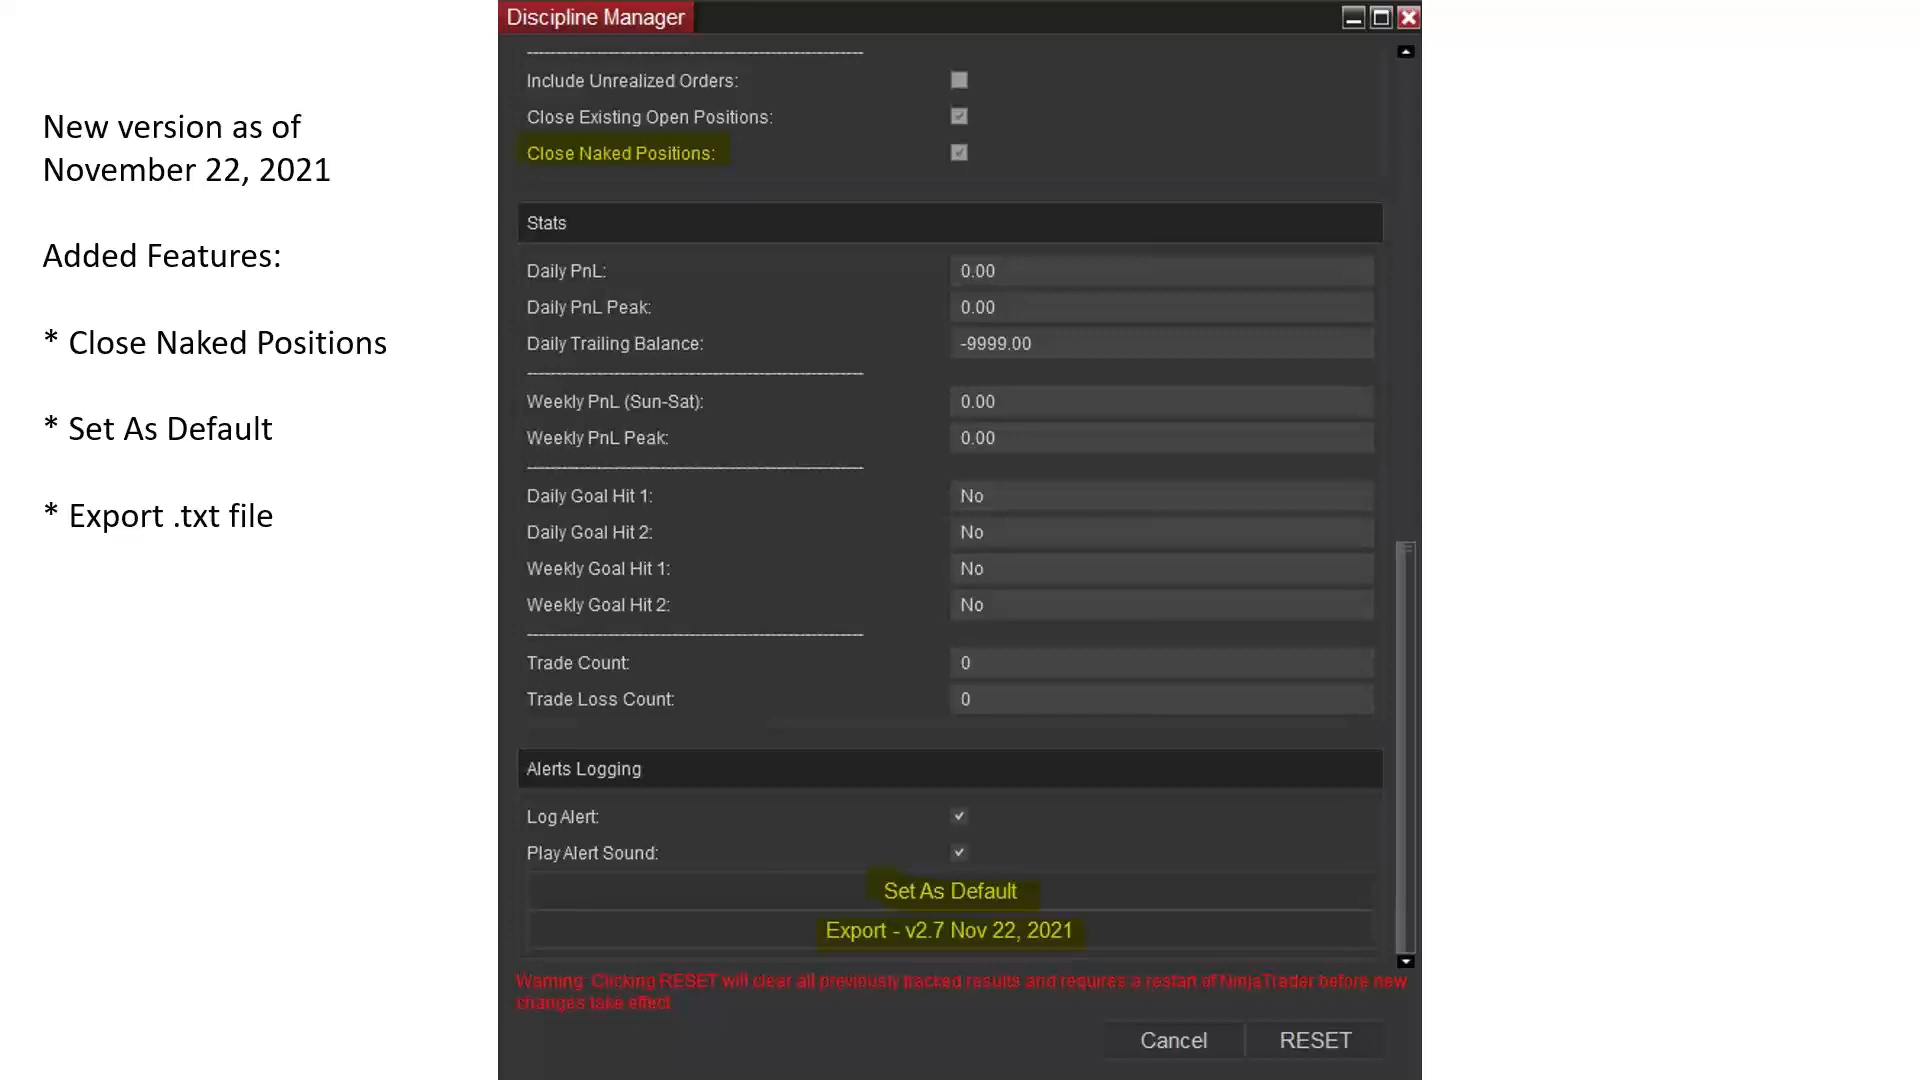 New version as of
November 22, 2021
Added Features:
* Close Naked Positions
* Set As Default
* Export .txt file
Discipline Manager
Include Unrealized Orders:
Close Existing Open Positions:
Close Naked Positions:
Stats
Daily PnL: 0.00
Daily PnL Peak: 0.00
Daily Trailing Balance: -9999.00
Weekly PnL (Sun-Sat): 0.00
Weekly PnL Peak: 0.00
Daily Goal Hit 1: No
Daily Goal Hit 2: No
Weekly Goal Hit 1: No
Weekly Goal Hit 2: No
Trade Count: 0
Trade Loss Count: 0
Alerts Logging
Log Alert:
Play Alert Sound:
Set As Default
Export - v2.7 Nov 22, 2021
Warning: Clicking RESET will clear all previously tracked results and requires a restart of NinjaTrader before new
changes take effect
Cancel RESET